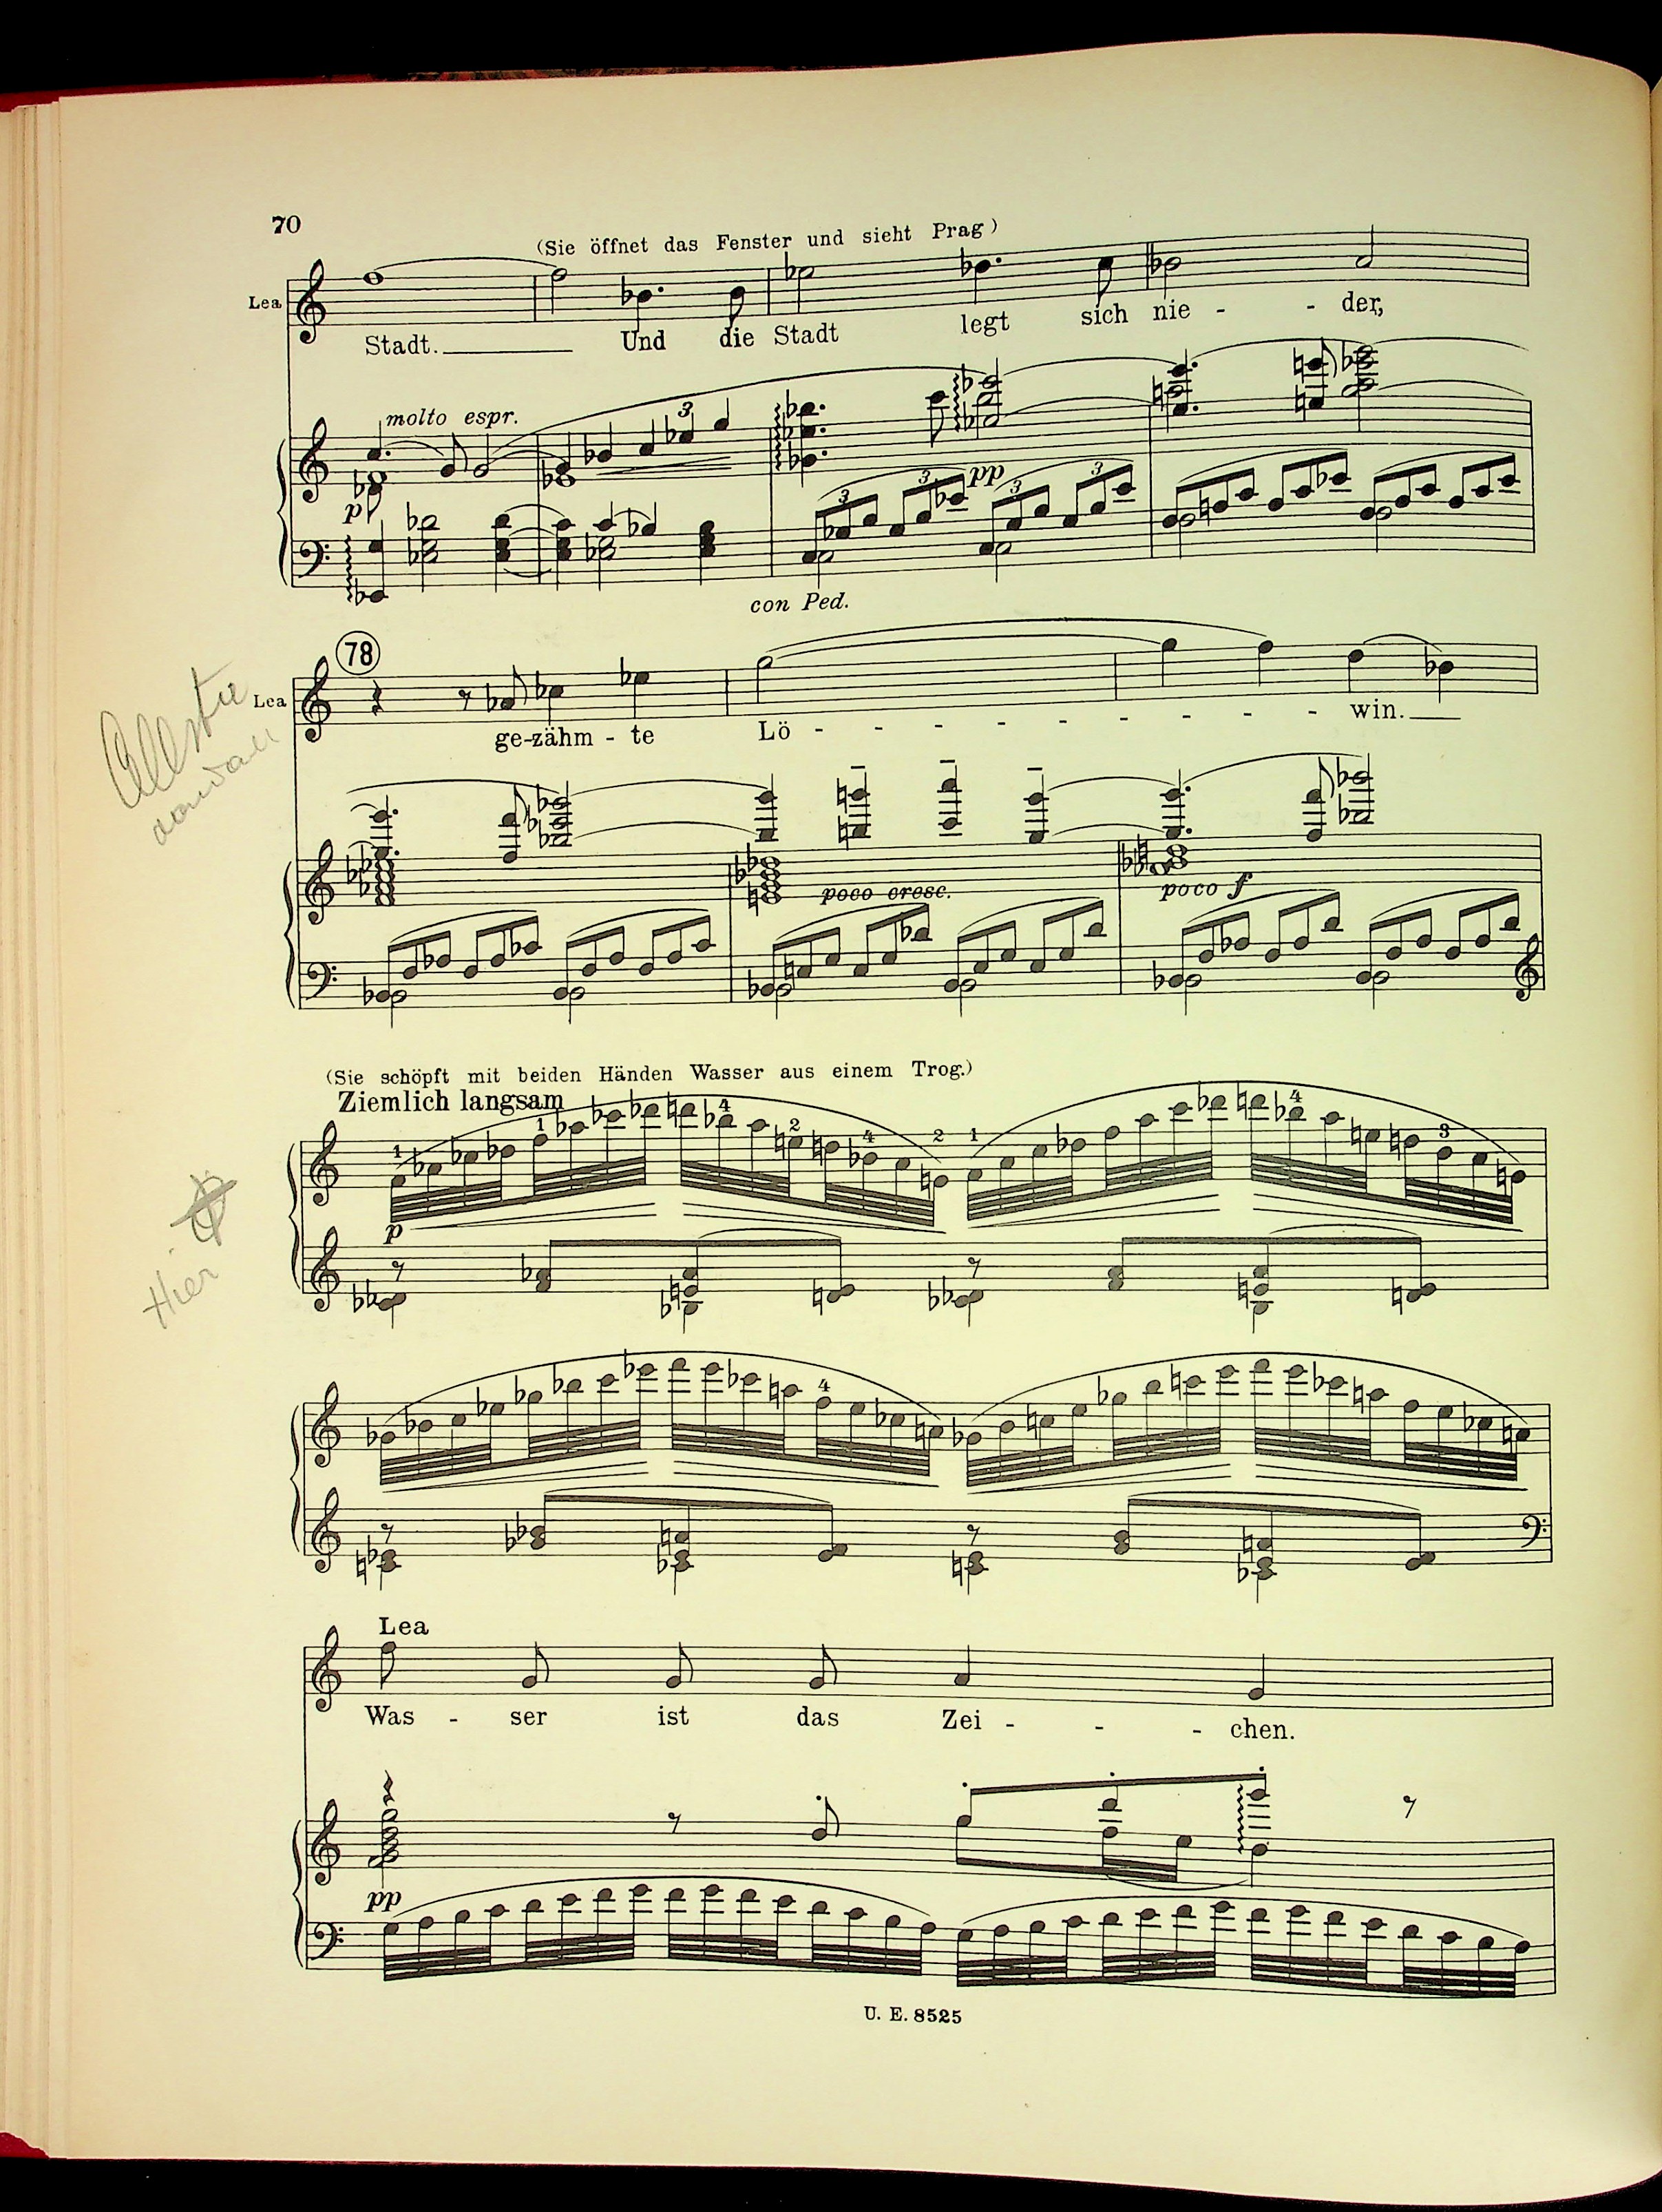 70
(Sie öffnet das Fenster und sieht Prag)
Lea
Stadt. Und die Stadt legt sich nie - - der,
molto espr.
3
p
pp
3 3 3 3
con Ped.
78
Lea
ge-zähm - te Lö - - - - - - - - - win.
poco cresc.
poco f
(Sie schöpft mit beiden Händen Wasser aus einem Trog.)
Ziemlich langsam
1 1 4 2 4 2 1 4 3
p
4
Lea
Was - ser ist das Zei - - - chen.
pp
Hier
U. E. 8525